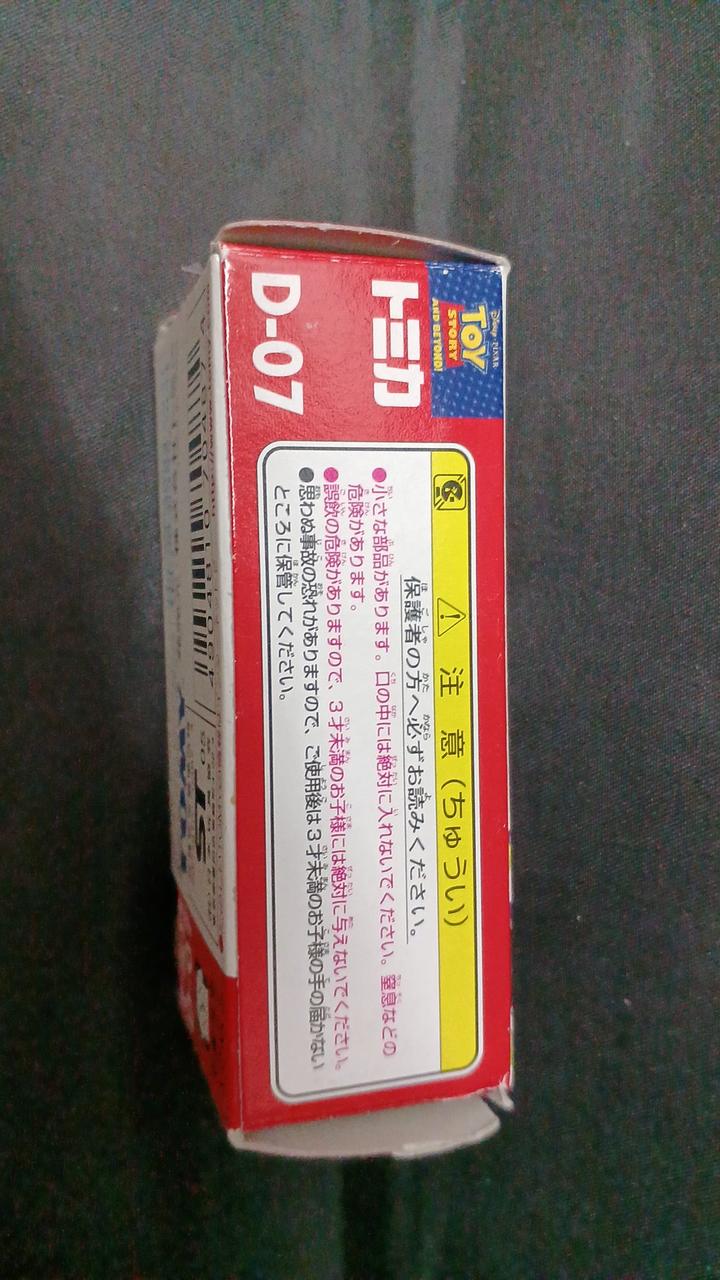 Disney・PIXAR
TOY
STORY
AND BEYOND!
トミカ
D-07
注意(ちゅうい)
保護者の方へ必ずお読みください。
●小さな部品があります。口の中には絶対に入れないでください。窒息などの
危険があります。
●誤飲の危険がありますので、3才未満のお子様には絶対に与えないでください。
●思わぬ事故の恐れがありますので、ご使用後は3才未満のお子様の手の届かない
ところに保管してください。
ST